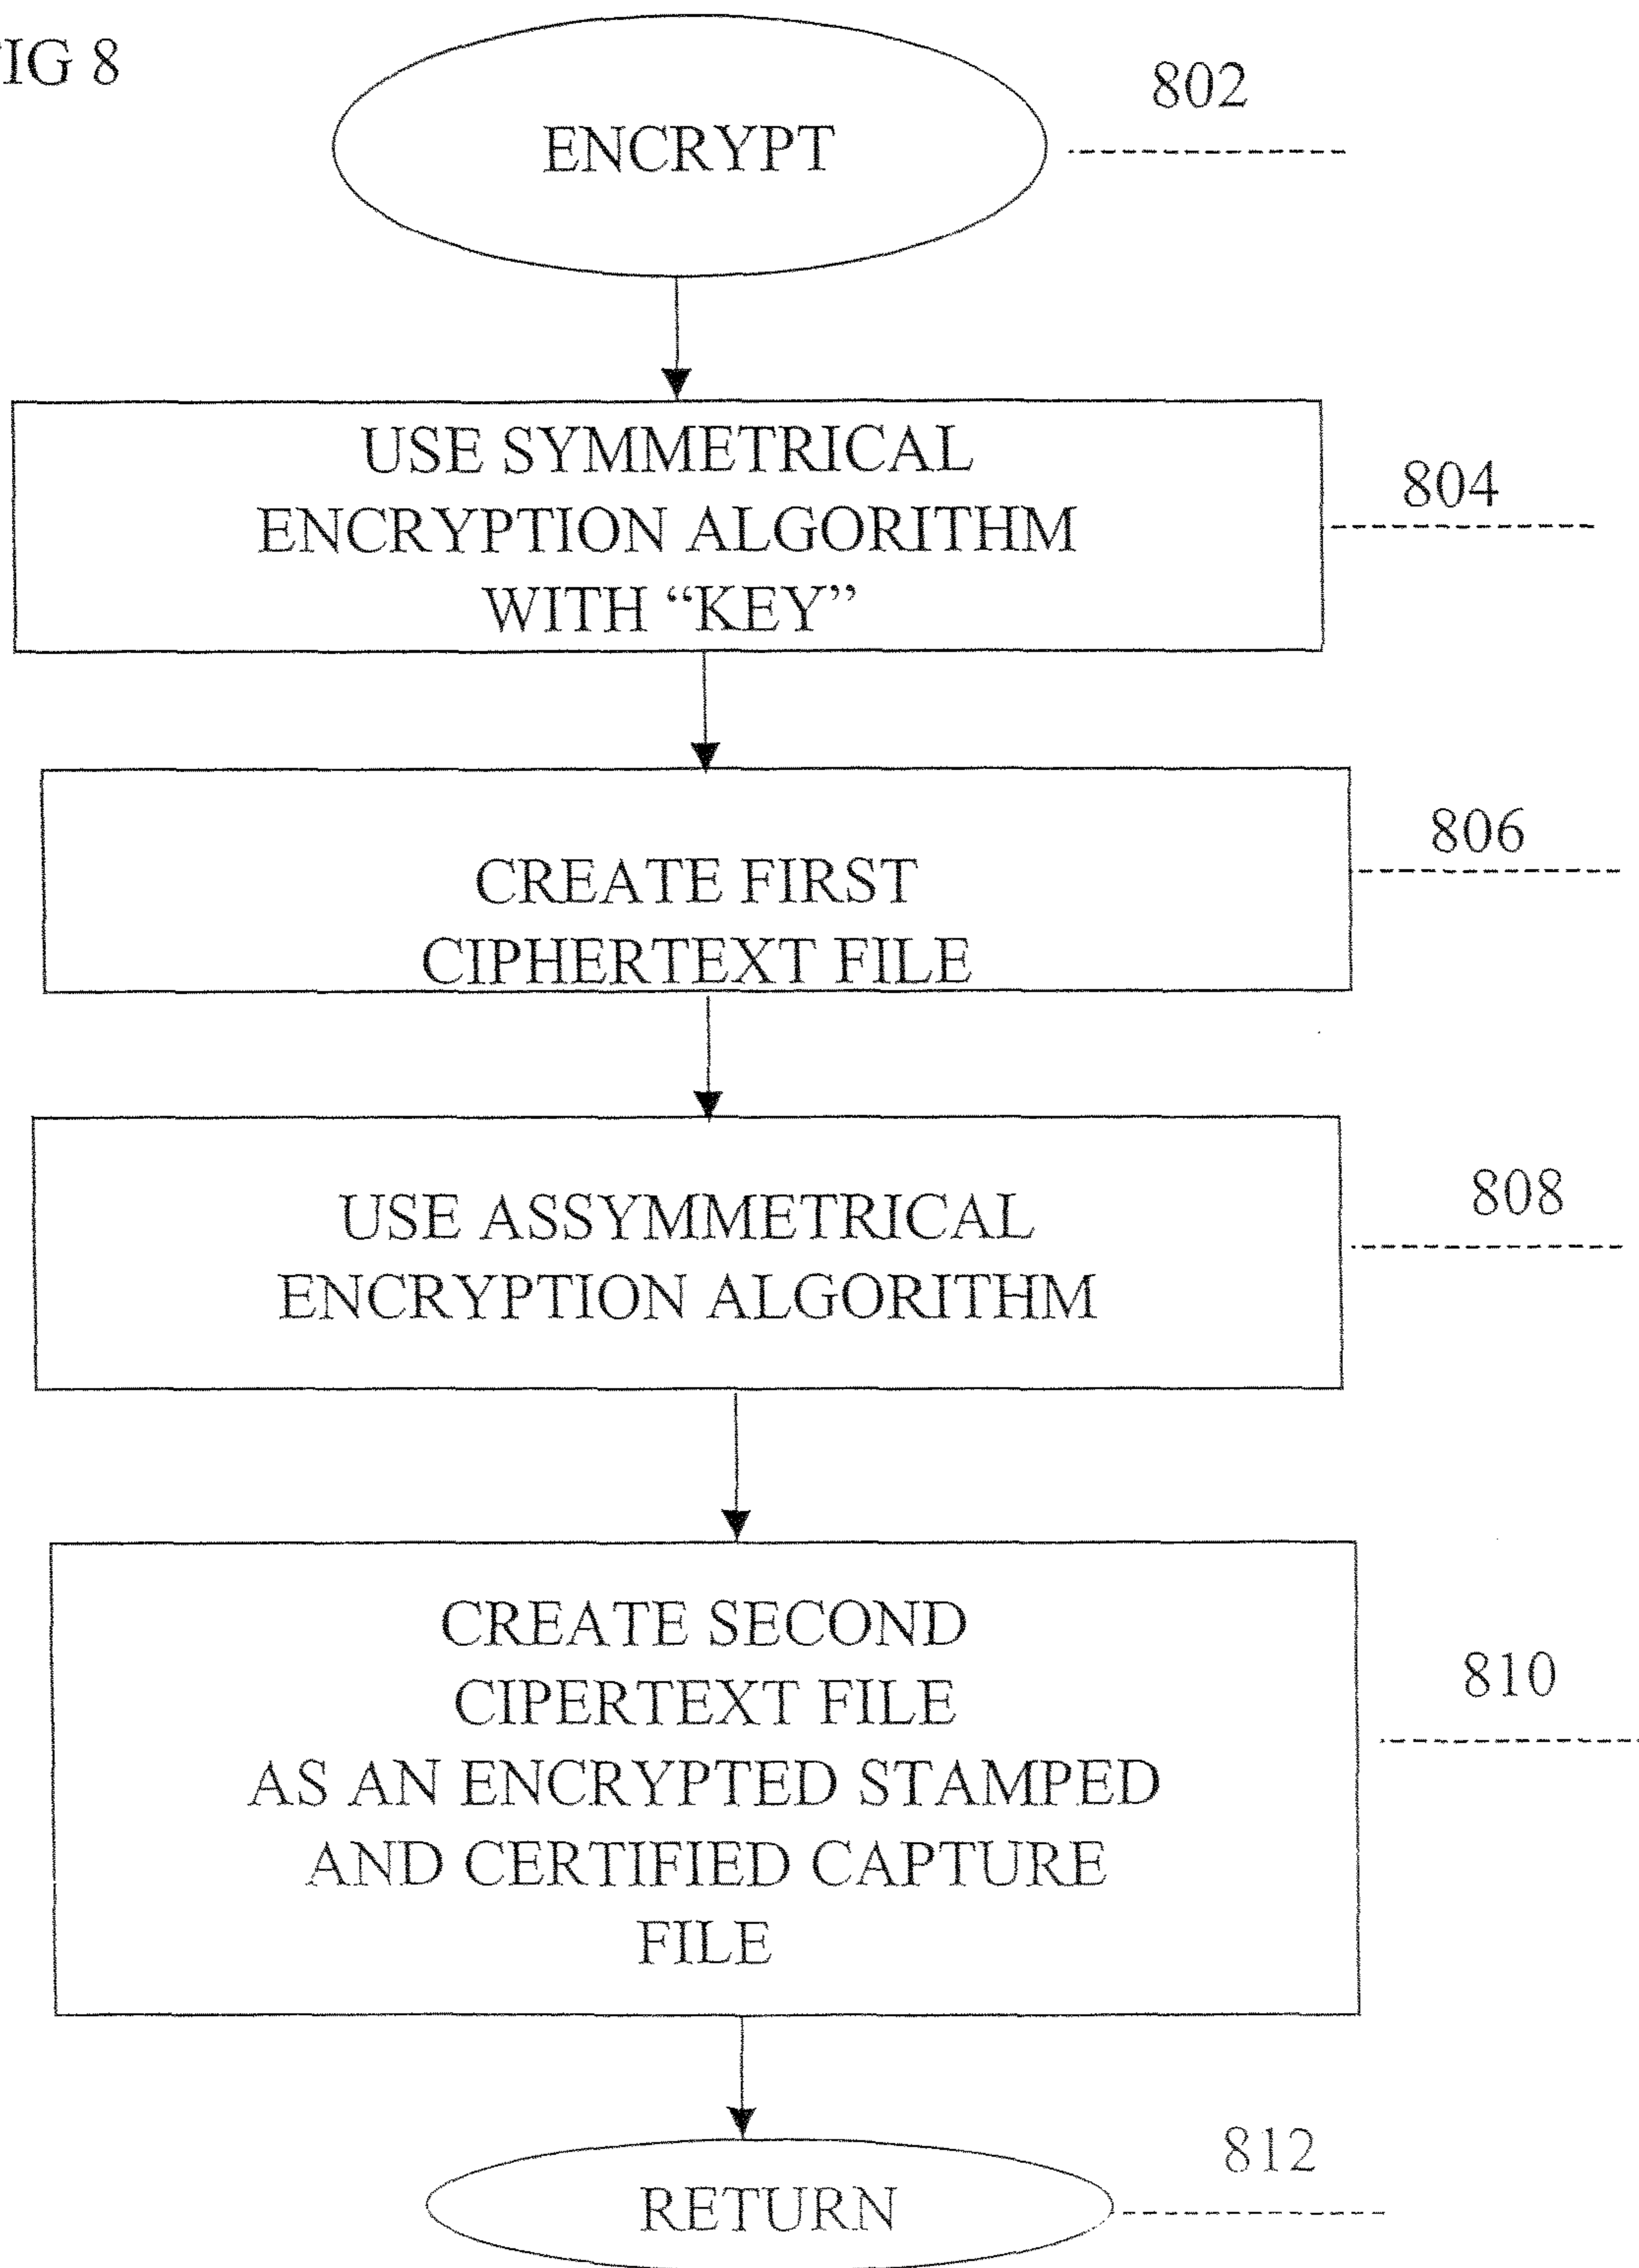 IG 8
802
ENCRYPT
USE SYMMETRICAL
804
ENCRYPTION ALGORITHM
WITH “KEY”
806
CREATE FIRST
CIPHERTEXT FILE
808
USE ASSYMMETRICAL
ENCRYPTION ALGORITHM
CREATE SECOND
810
CIPERTEXT FILE
AS AN ENCRYPTED STAMPED
AND CERTIFIED CAPTURE
FILE
812
RETURN